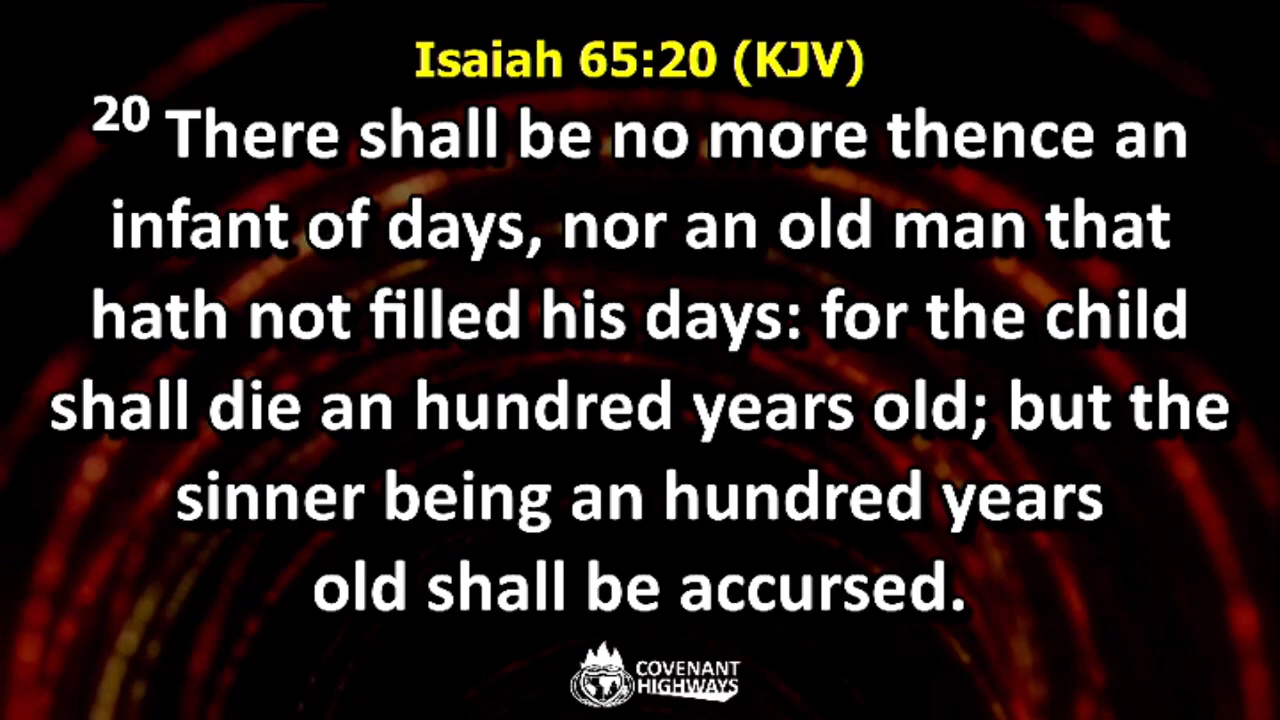 Isaiah 65:20 (KJV)
20 There shall be no more thence an
infant of days, nor an old man that
hath not filled his days: for the child
shall die an hundred years old; but the
sinner being an hundred years
old shall be accursed.
COVENANT
HIGHWAYS